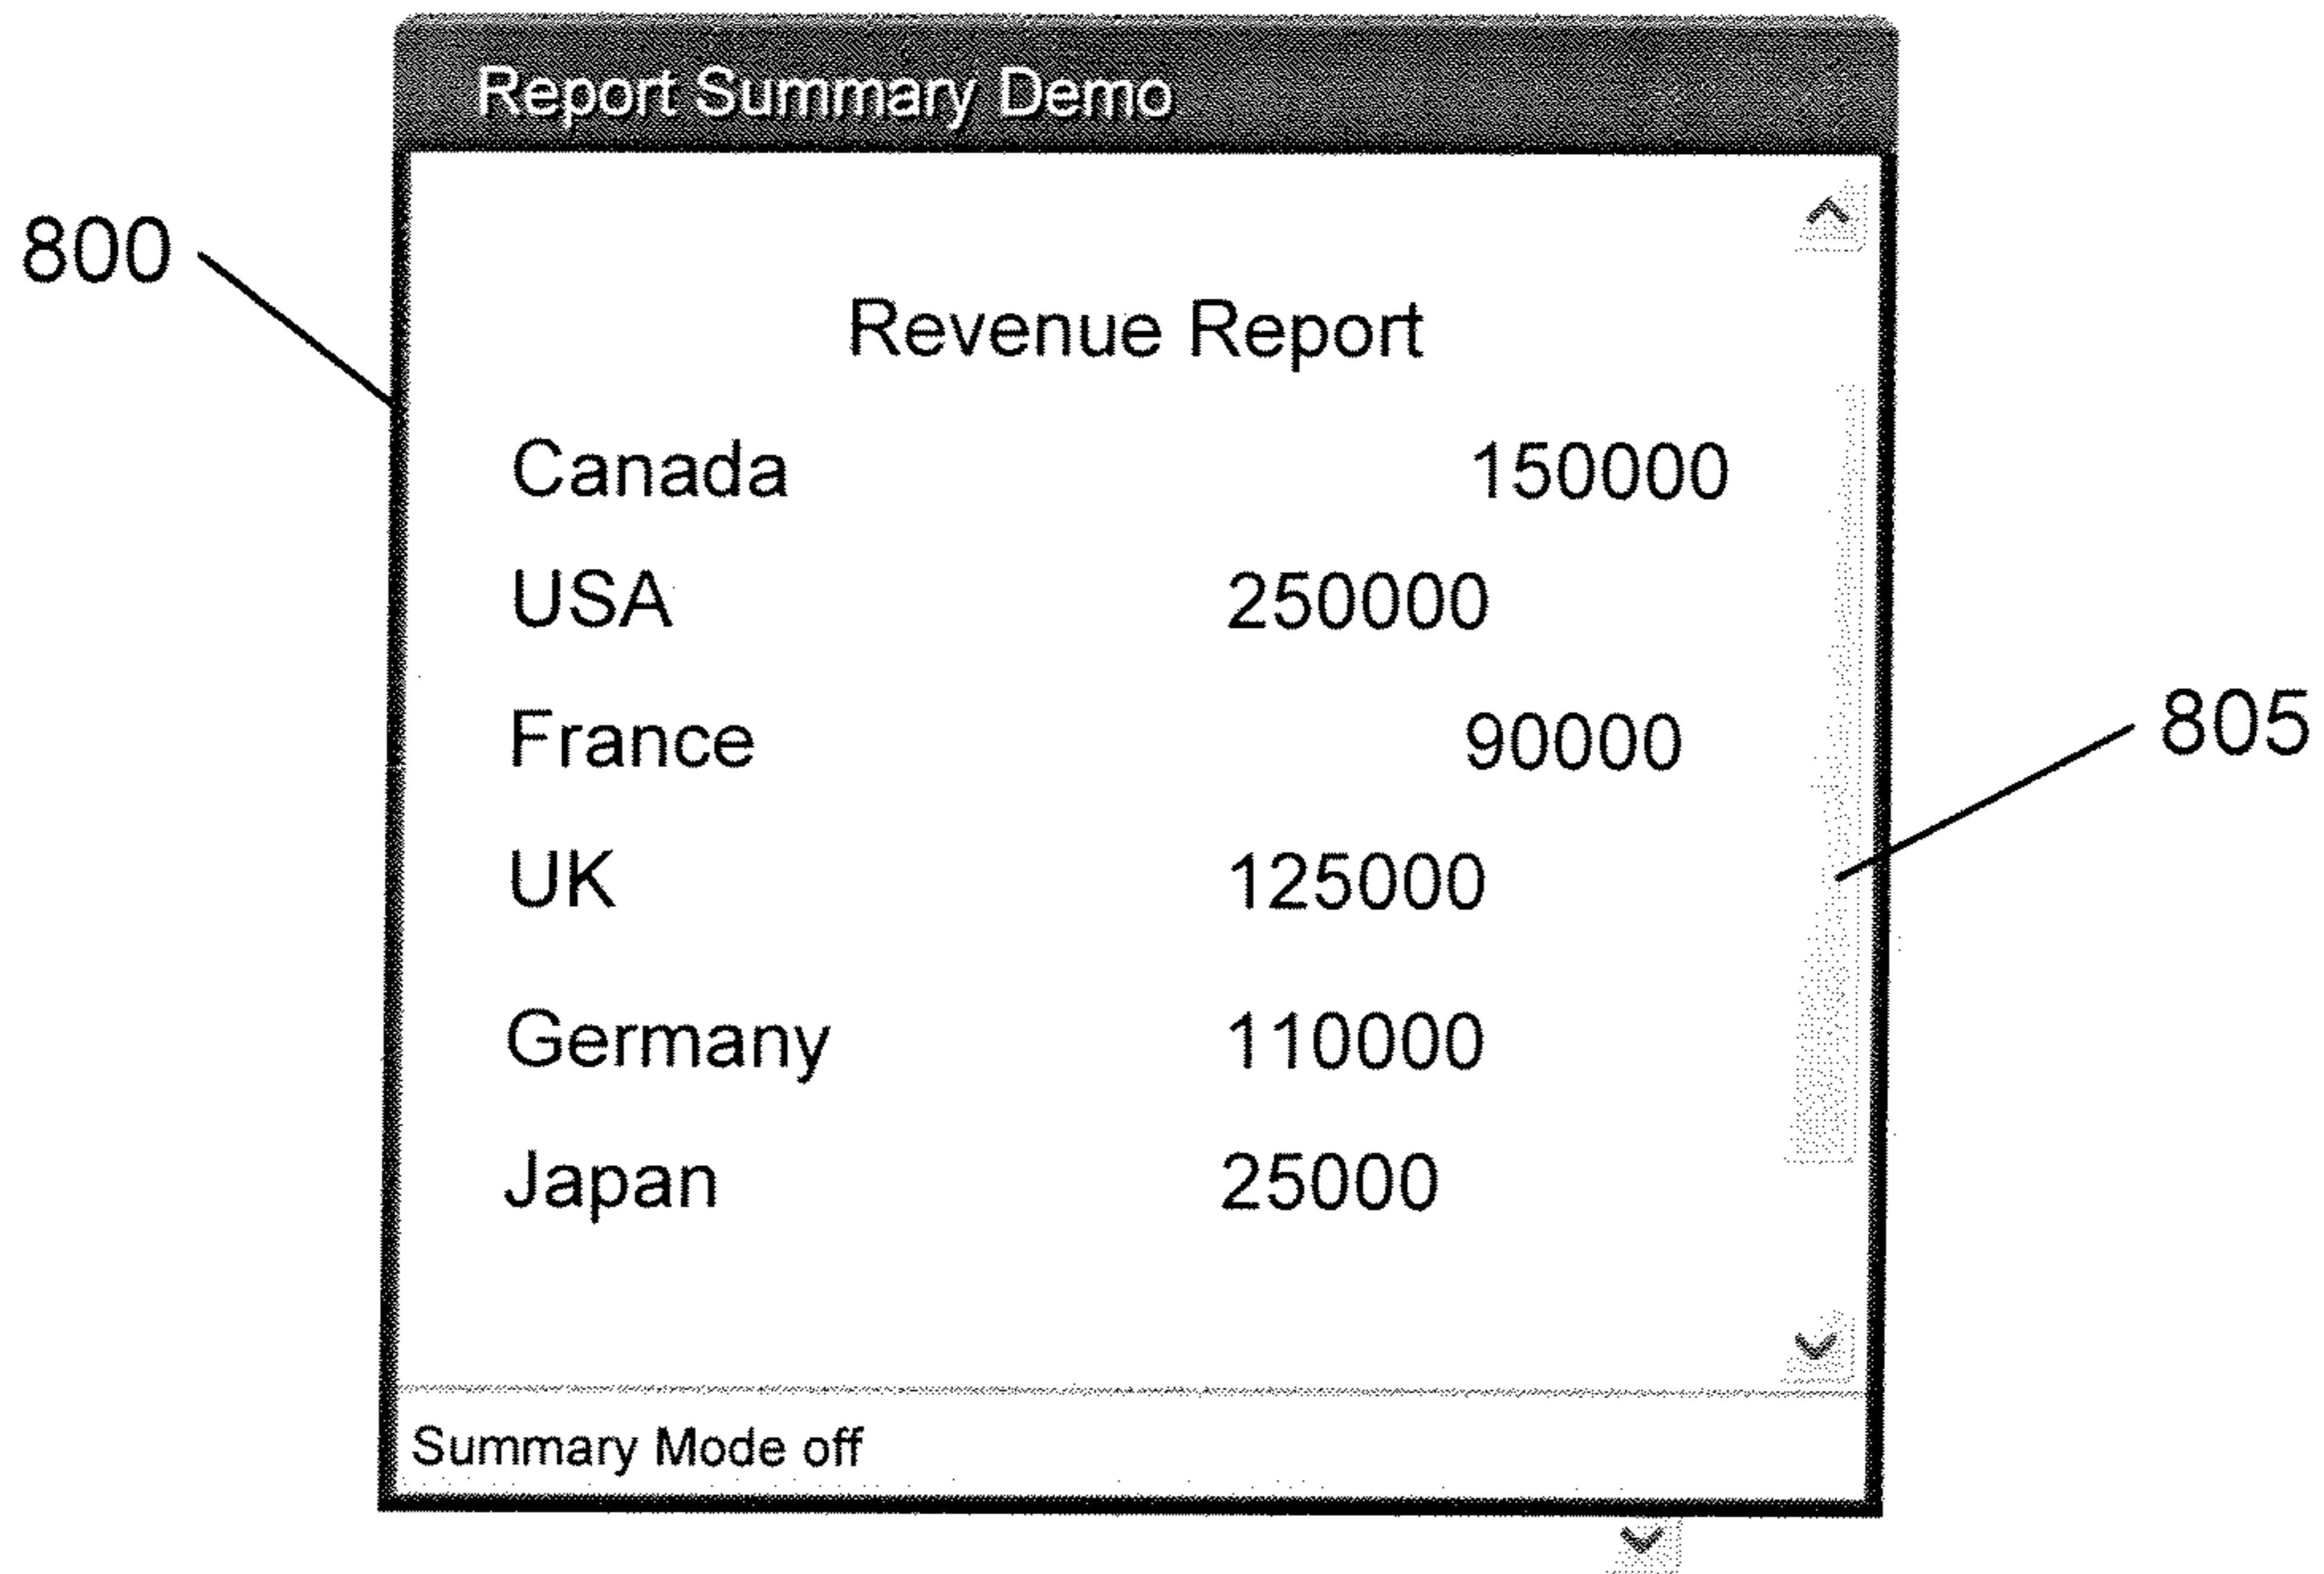 Report Summary Demo
800
Revenue Report
Canada 150000
USA 250000
France 90000
805
UK 125000
Germany 110000
Japan 25000
Summary Mode off